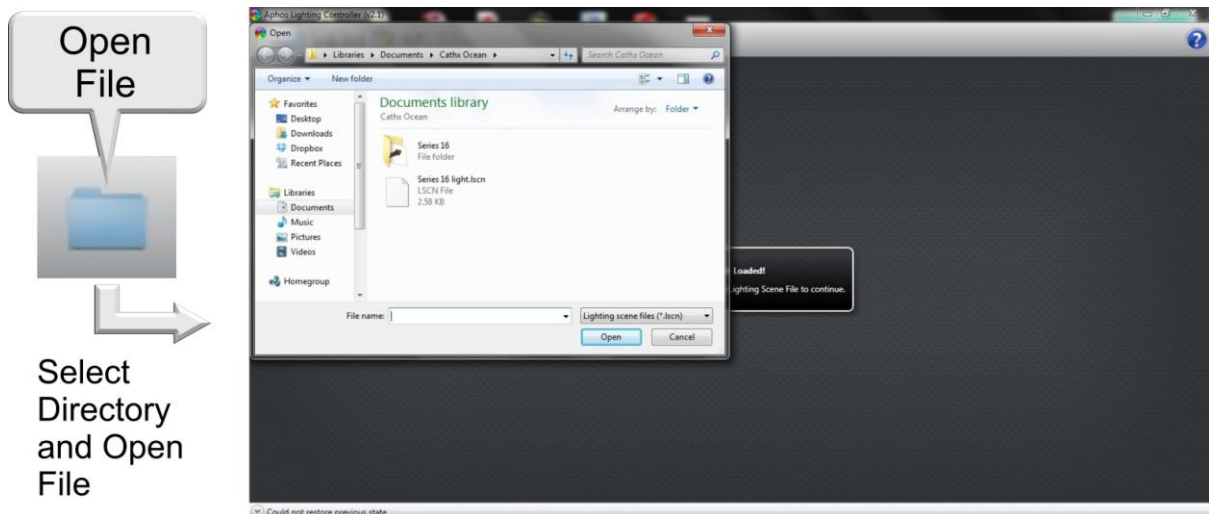 Open
File
Select
Directory
and Open
File
Aphos Lighting Controller (v2.1)
Open
Libraries
Documents
Cathx Ocean
Search Cathx Ocean
Organize
New folder
Favorites
Desktop
Downloads
Dropbox
Recent Places
Libraries
Documents
Music
Pictures
Videos
Homegroup
Documents library
Cathx Ocean
Arrange by: Folder
Series 16
File folder
Series 16 light.lscn
LSCN File
2.58 KB
File name:
Lighting scene files (*.lscn)
Open
Cancel
Loaded!
Lighting Scene File to continue.
Could not restore previous state